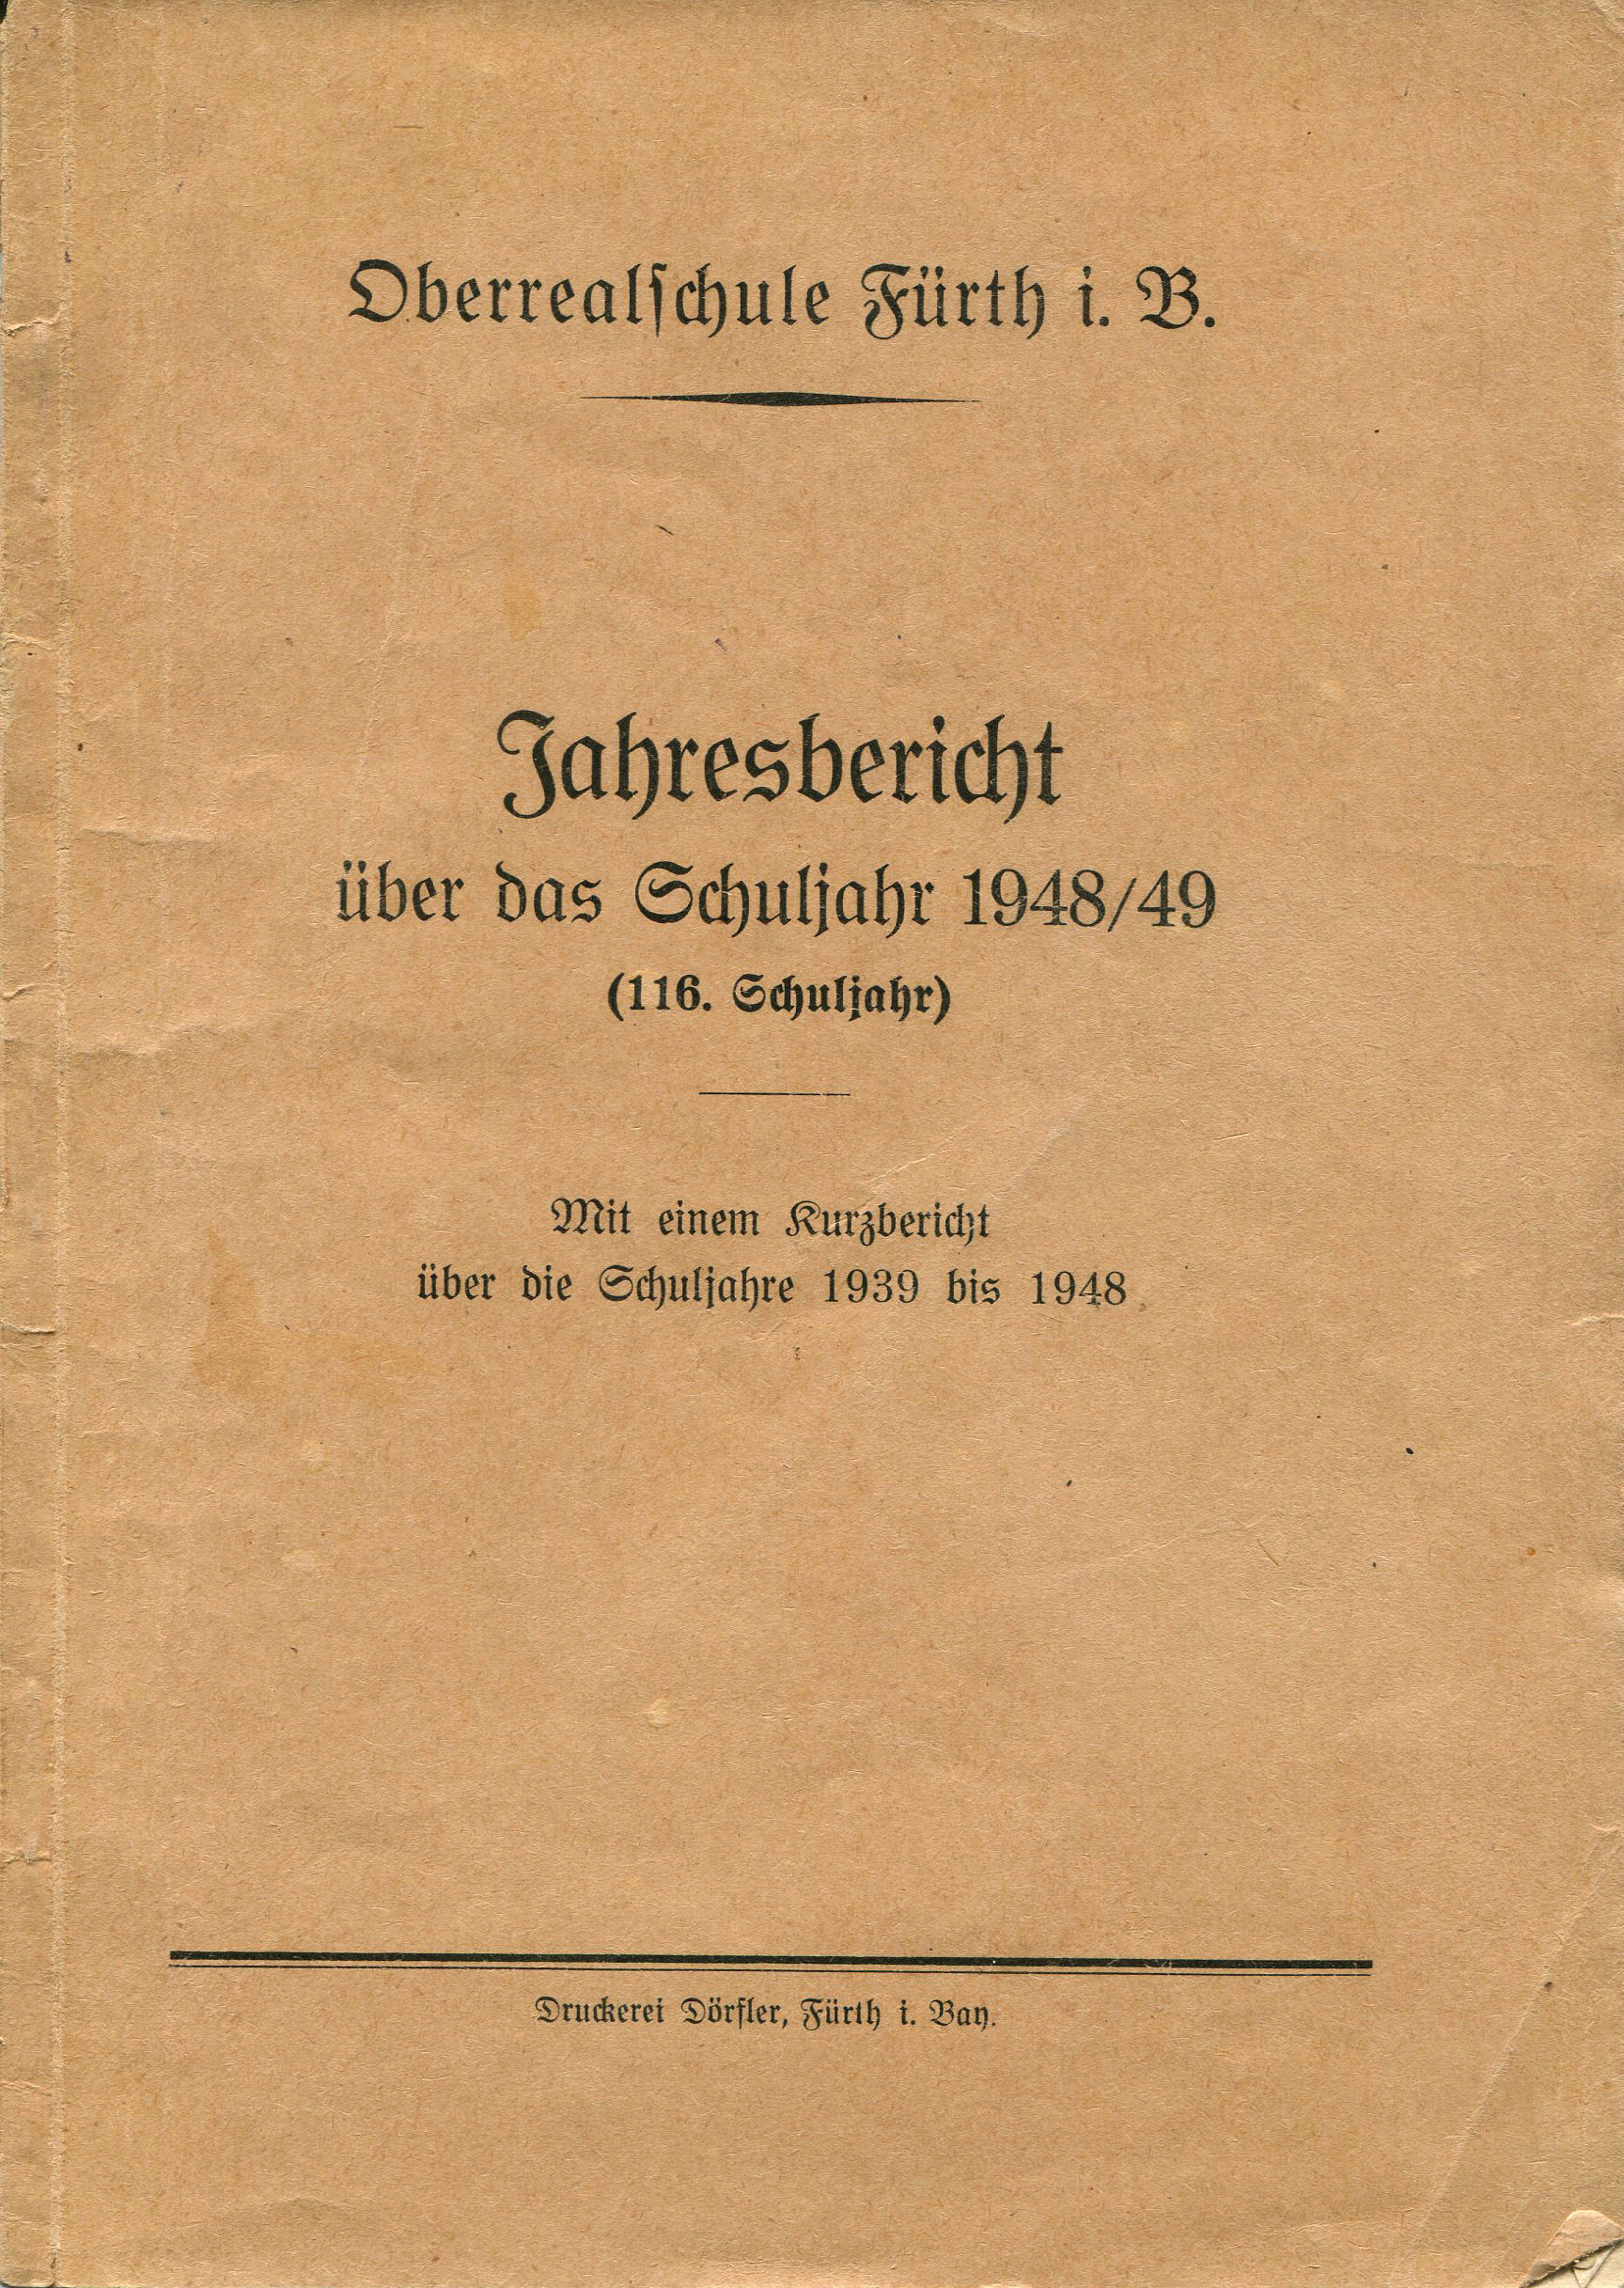 Oberrealschule Fürth i. B.
Jahresbericht
über das Schuljahr 1948/49
(116. Schuljahr)
Mit einem Kurzbericht
über die Schuljahre 1939 bis 1948
Druckerei Dörfler, Fürth i. Bay.